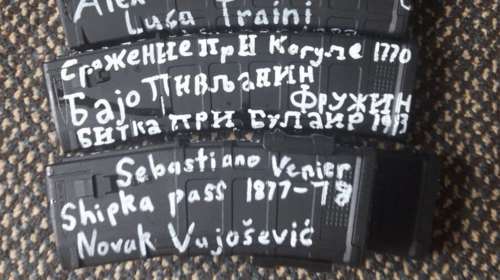 Alex
Luca Traini
Сражение при Кагуле 1770
Бајо Пивљанин
Фружин
Битка при Булаир 1913
Sebastiano Venier
Shipka pass 1877-78
Novak Vujošević